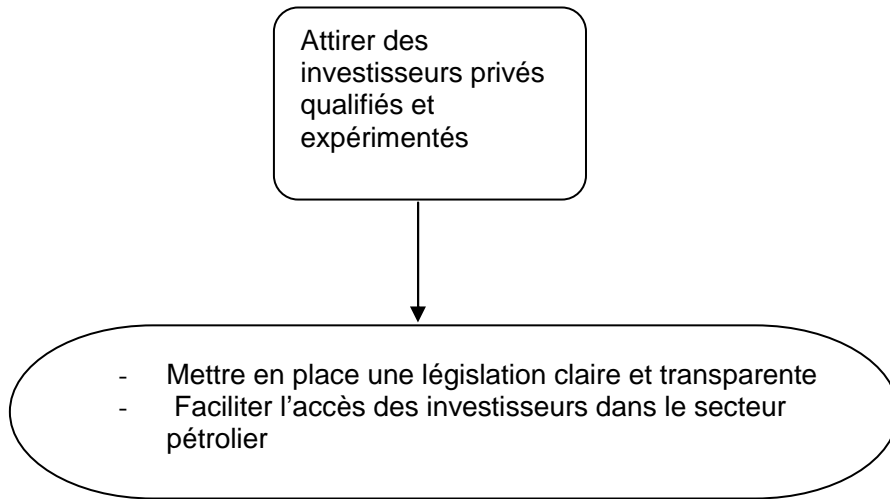 Attirer des
investisseurs privés
qualifiés et
expérimentés
- Mettre en place une législation claire et transparente
- Faciliter l’accès des investisseurs dans le secteur
pétrolier